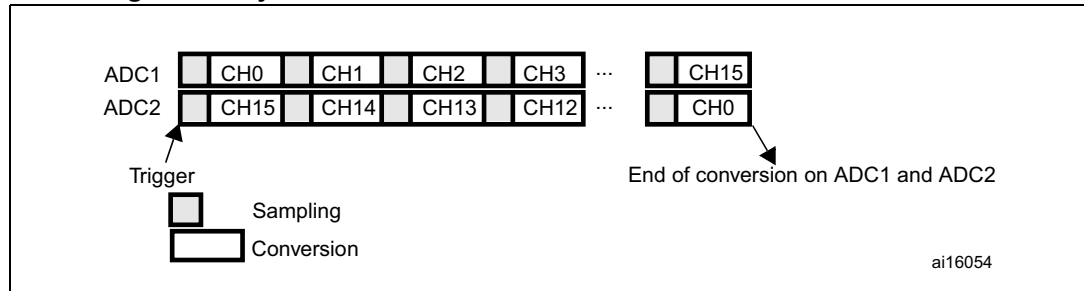 ADC1 CH0 CH1 CH2 CH3 ... CH15
ADC2 CH15 CH14 CH13 CH12 ... CH0
Trigger
End of conversion on ADC1 and ADC2
Sampling
Conversion
ai16054